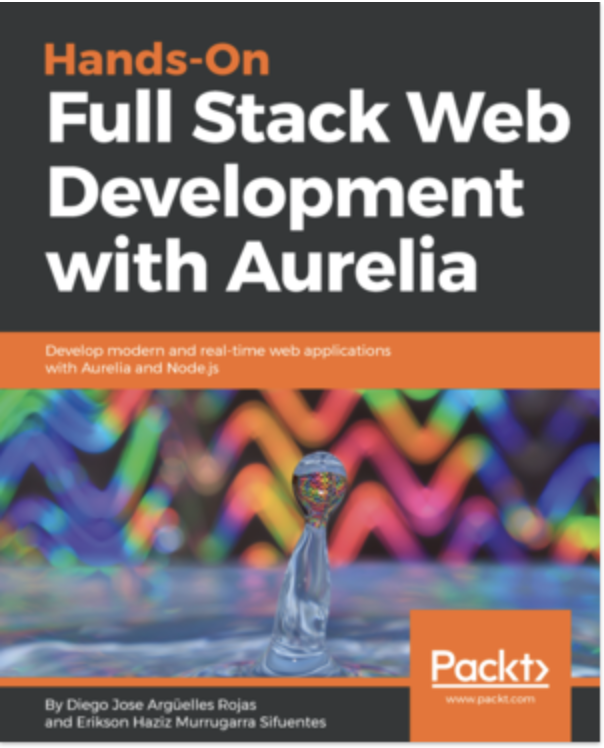 Hands-On
Full Stack Web
Development
with Aurelia
Develop modern and real-time web applications
with Aurelia and Node.js
Packt>
www.packt.com
By Diego Jose Argüelles Rojas
and Erikson Haziz Murrugarra Sifuentes